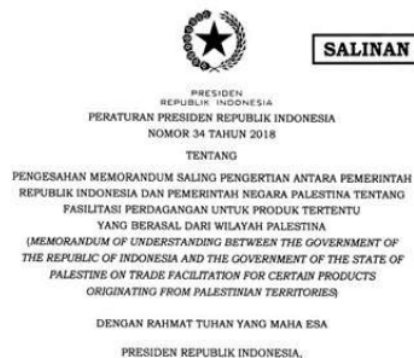 SALINAN
PRESIDEN
REPUBLIK INDONESIA
PERATURAN PRESIDEN REPUBLIK INDONESIA
NOMOR 34 TAHUN 2018
TENTANG
PENGESAHAN MEMORANDUM SALING PENGERTIAN ANTARA PEMERINTAH
REPUBLIK INDONESIA DAN PEMERINTAH NEGARA PALESTINA TENTANG
FASILITASI PERDAGANGAN UNTUK PRODUK TERTENTU
YANG BERASAL DARI WILAYAH PALESTINA
(MEMORANDUM OF UNDERSTANDING BETWEEN THE GOVERNMENT OF
THE REPUBLIC OF INDONESIA AND THE GOVERNMENT OF THE STATE OF
PALESTINE ON TRADE FACILITATION FOR CERTAIN PRODUCTS
ORIGINATING FROM PALESTINIAN TERRITORIES)
DENGAN RAHMAT TUHAN YANG MAHA ESA
PRESIDEN REPUBLIK INDONESIA,